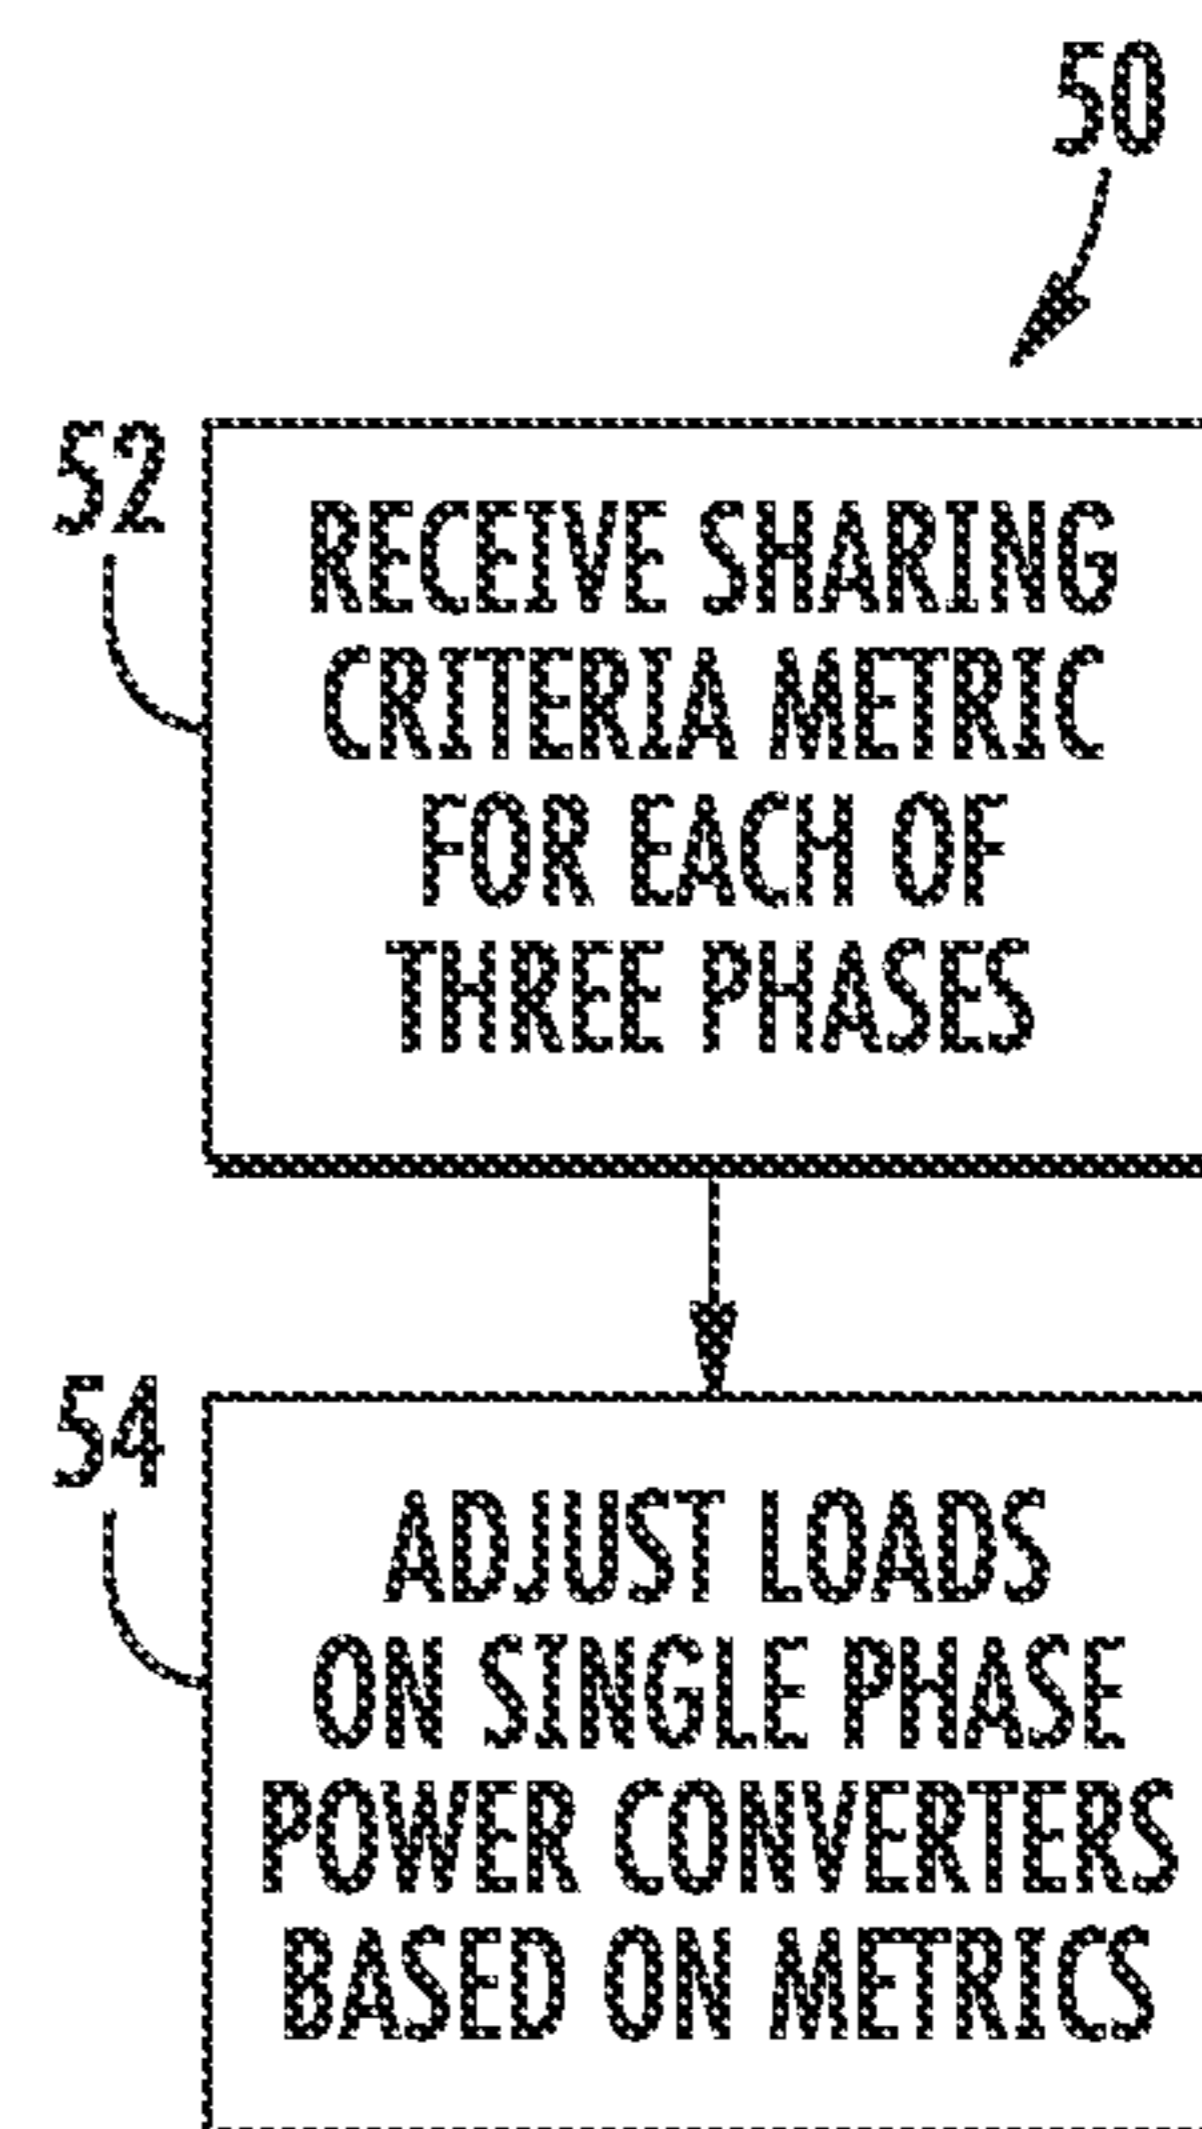 50
52
RECEIVE SHARING
CRITERIA METRIC
FOR EACH OF
THREE PHASES
54
ADJUST LOADS
ON SINGLE PHASE
POWER CONVERTERS
BASED ON METRICS